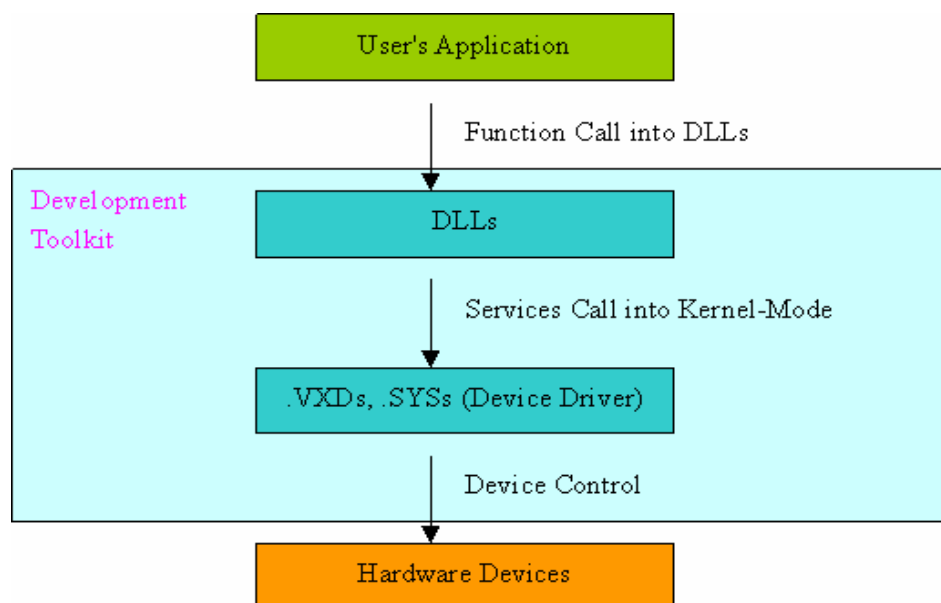 User's Application
Function Call into DLLs
Development
Toolkit
DLLs
Services Call into Kernel-Mode
.VXDs, .SYSs (Device Driver)
Device Control
Hardware Devices